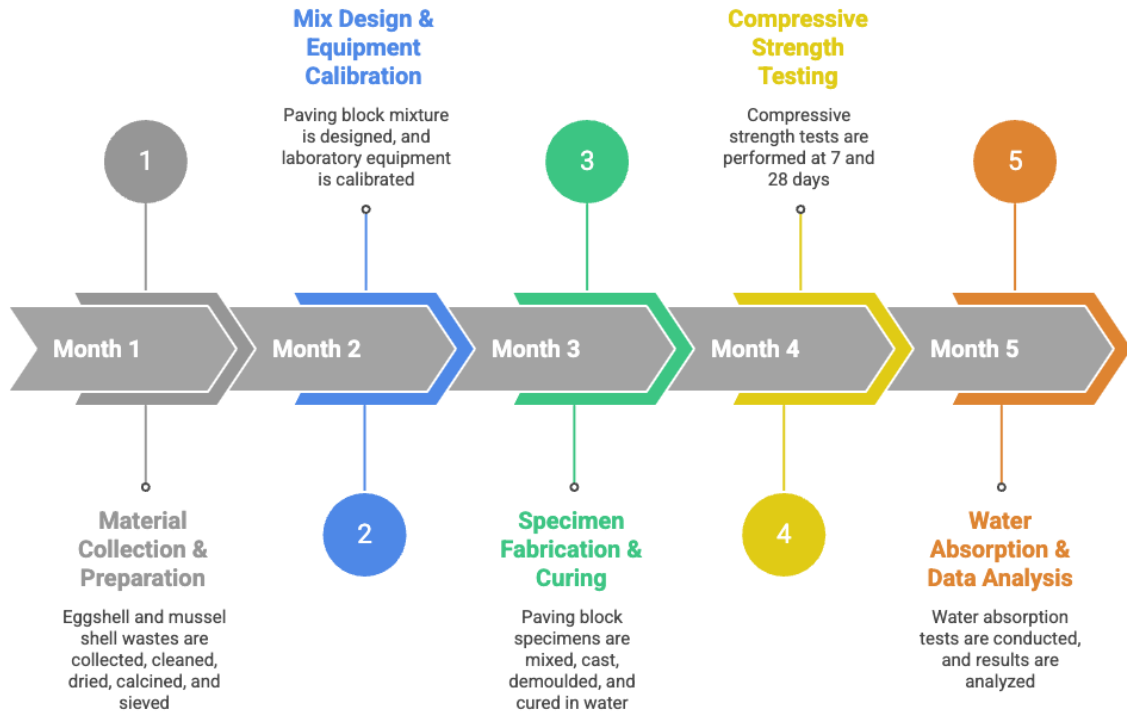 Mix Design &
Equipment
Calibration
Paving block mixture
is designed, and
laboratory equipment
is calibrated
Compressive
Strength
Testing
Compressive
strength tests are
performed at 7 and
28 days
1
3
5
Month 1
Month 2
Month 3
Month 4
Month 5
2
4
Material
Collection &
Preparation
Eggshell and mussel
shell wastes are
collected, cleaned,
dried, calcined, and
sieved
Specimen
Fabrication &
Curing
Paving block
specimens are
mixed, cast,
demoulded, and
cured in water
Water
Absorption &
Data Analysis
Water absorption
tests are conducted,
and results are
analyzed